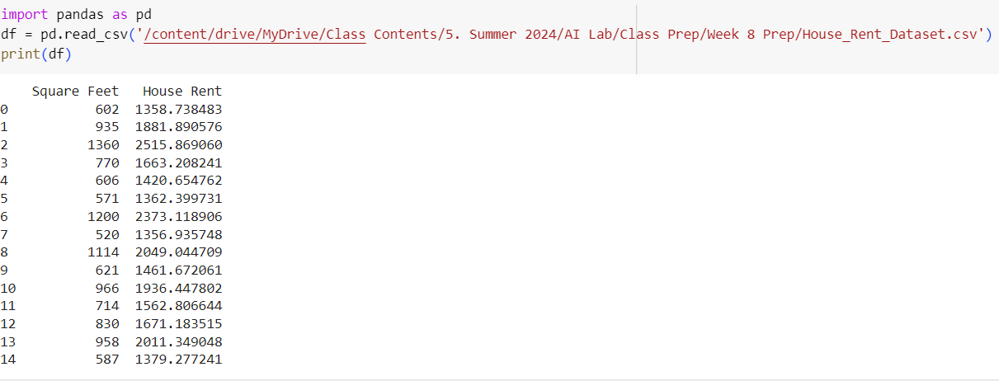 import pandas as pd
df = pd.read_csv('/content/drive/MyDrive/Class Contents/5. Summer 2024/AI Lab/Class Prep/Week 8 Prep/House_Rent_Dataset.csv')
print(df)
    Square Feet   House Rent
0           602  1358.738483
1           935  1881.890576
2          1360  2515.869060
3           770  1663.208241
4           606  1420.654762
5           571  1362.399731
6          1200  2373.118906
7           520  1356.935748
8          1114  2049.044709
9           621  1461.672061
10          966  1936.447802
11          714  1562.806644
12          830  1671.183515
13          958  2011.349048
14          587  1379.277241